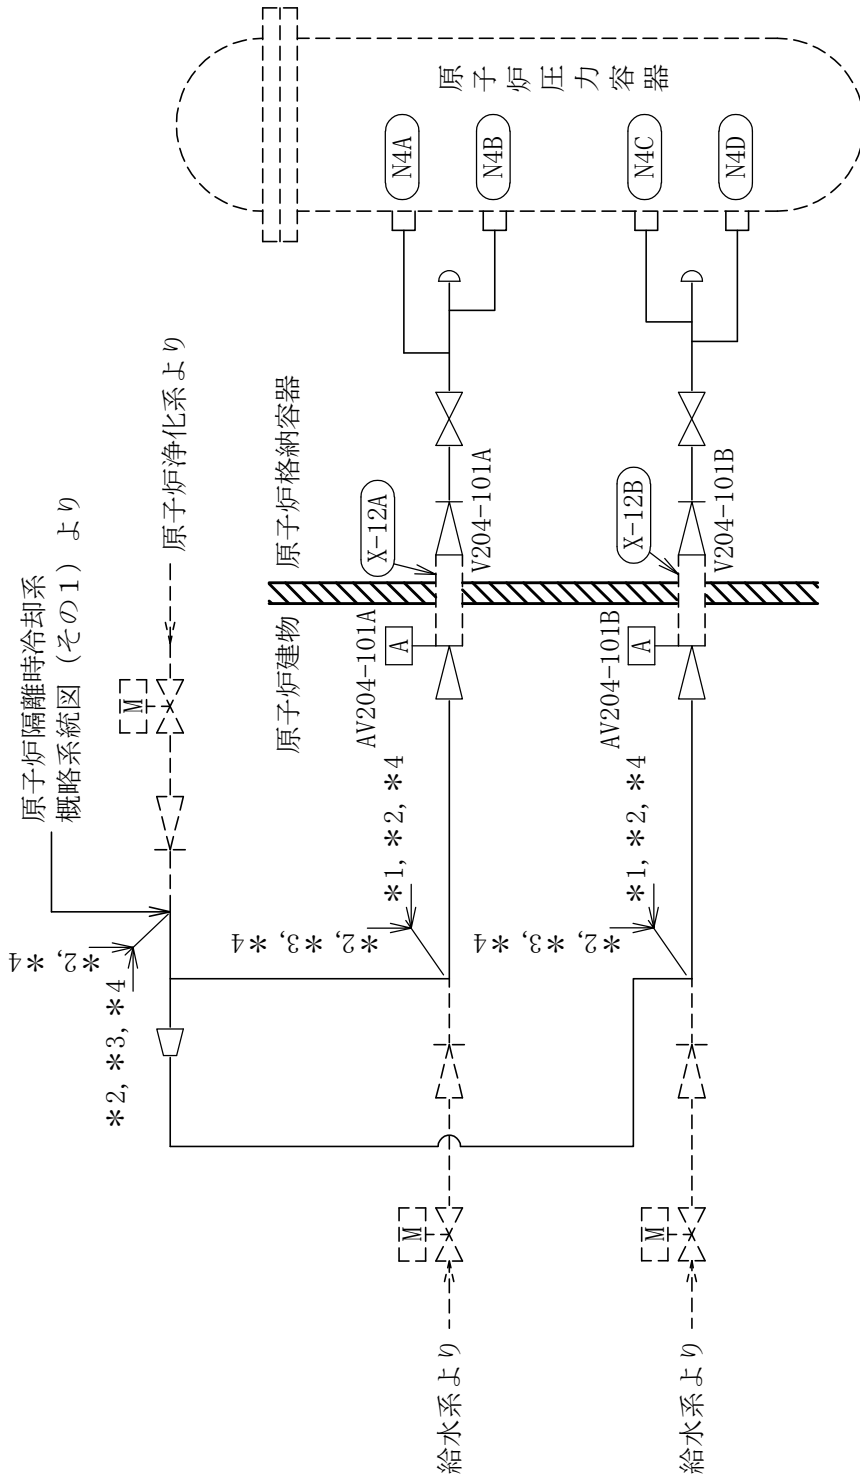 原子炉隔離時冷却系
概略系統図（その１）より
*2, *4
*2, *3, *4
M
原子炉浄化系より
原子炉建物
原子炉格納容器
原子炉圧力容器
*2, *3, *4
*1, *2, *4
AV204-101A
A
X-12A
V204-101A
N4A
N4B
給水系より
M
*2, *3, *4
*1, *2, *4
AV204-101B
A
X-12B
V204-101B
N4C
N4D
給水系より
M